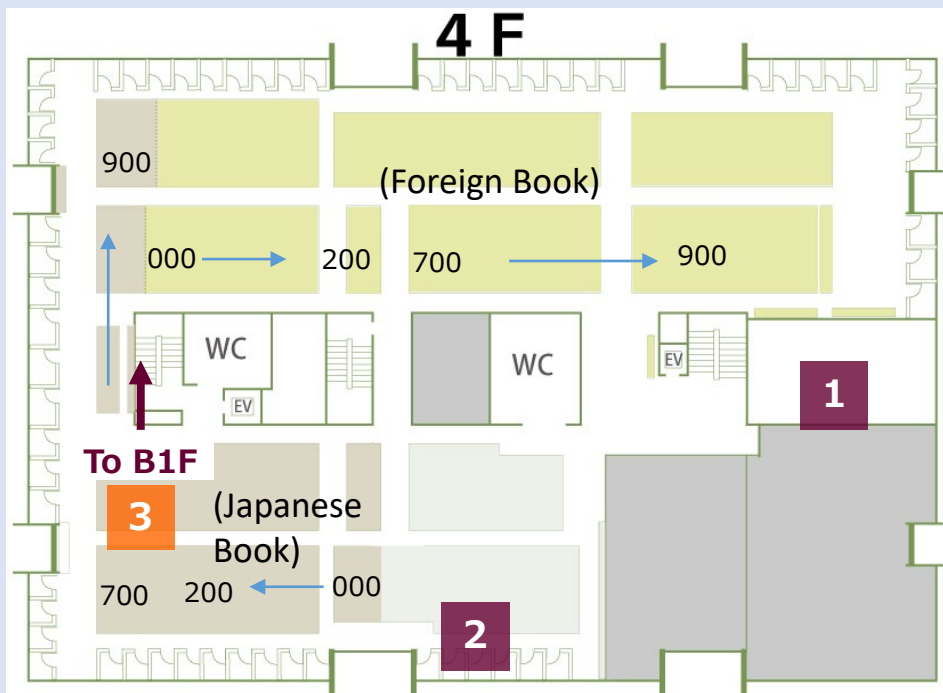 4 F
900
(Foreign Book)
000
200
700
900
WC
EV
WC
EV
1
To B1F
3
(Japanese
Book)
700
200
000
2